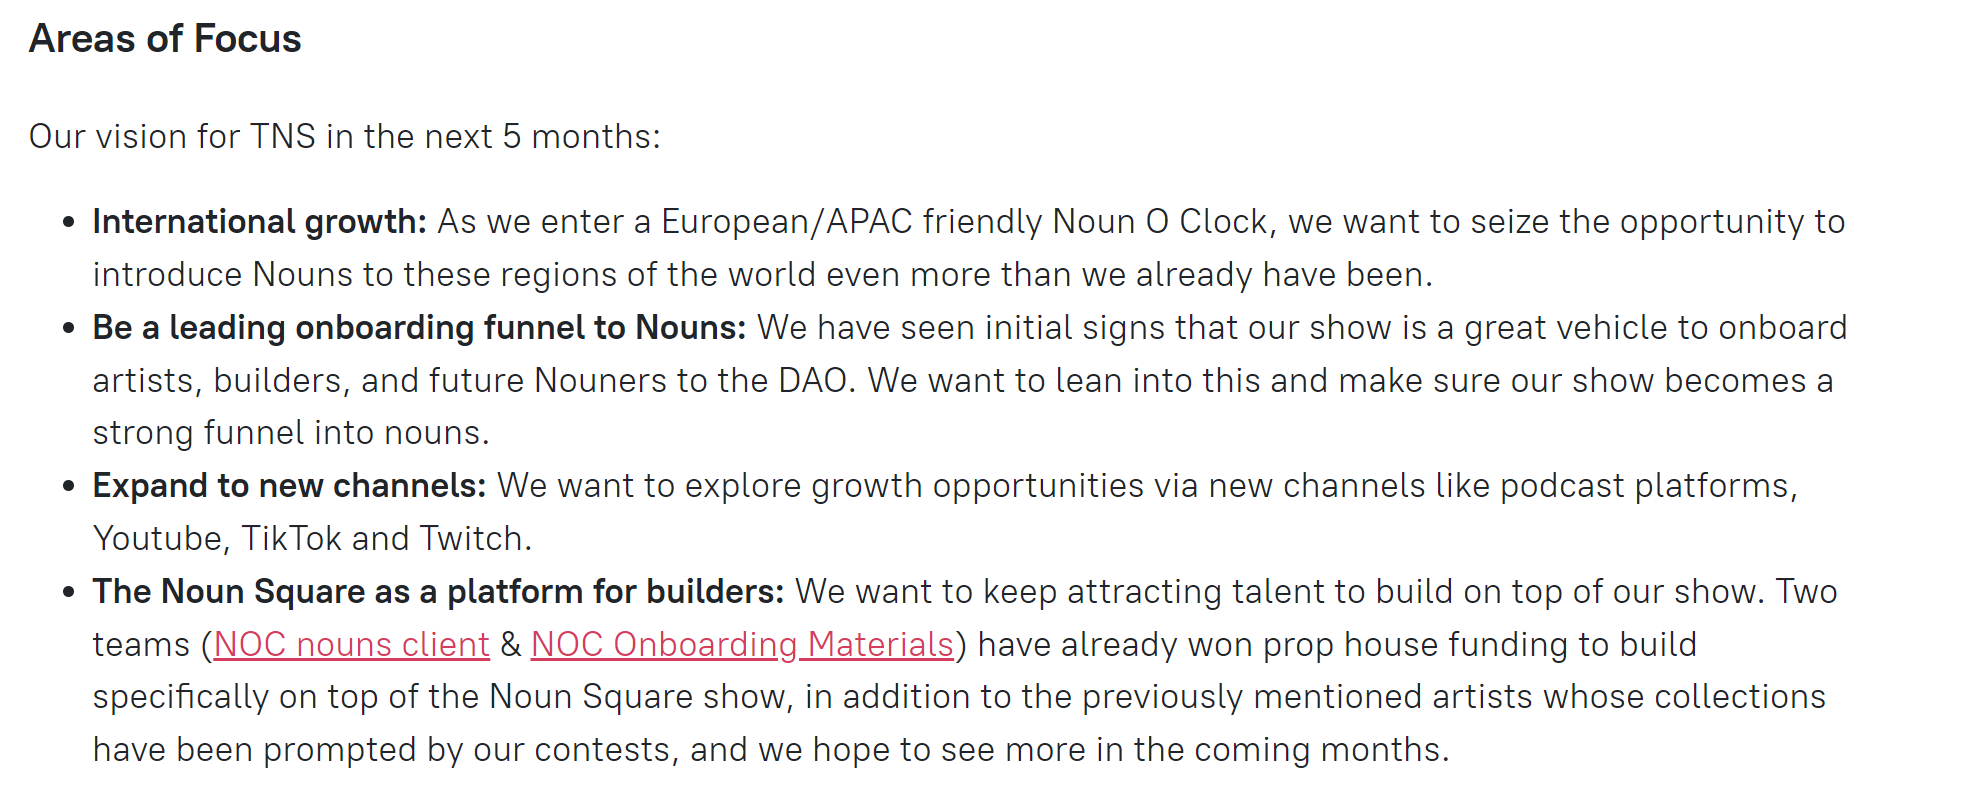 Areas of Focus
Our vision for TNS in the next 5 months:
• International growth: As we enter a European/APAC friendly Noun O Clock, we want to seize the opportunity to
introduce Nouns to these regions of the world even more than we already have been.
• Be a leading onboarding funnel to Nouns: We have seen initial signs that our show is a great vehicle to onboard
artists, builders, and future Nouners to the DAO. We want to lean into this and make sure our show becomes a
strong funnel into nouns.
• Expand to new channels: We want to explore growth opportunities via new channels like podcast platforms,
Youtube, TikTok and Twitch.
• The Noun Square as a platform for builders: We want to keep attracting talent to build on top of our show. Two
teams (NOC nouns client & NOC Onboarding Materials) have already won prop house funding to build
specifically on top of the Noun Square show, in addition to the previously mentioned artists whose collections
have been prompted by our contests, and we hope to see more in the coming months.